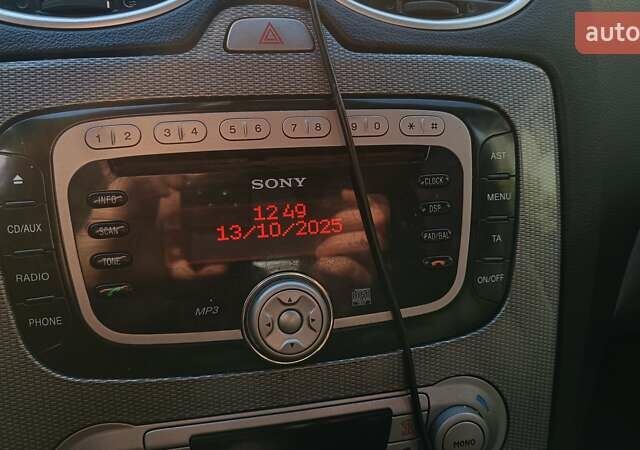 auto
1 2 3 4 5 6 7 8 9 0 * #
SONY
12 49
13/10/2025
INFO
SCAN
TONE
CD/AUX
RADIO
PHONE
CLOCK
DSP
FAD/BAL
AST
MENU
TA
ON/OFF
MP3
MONO